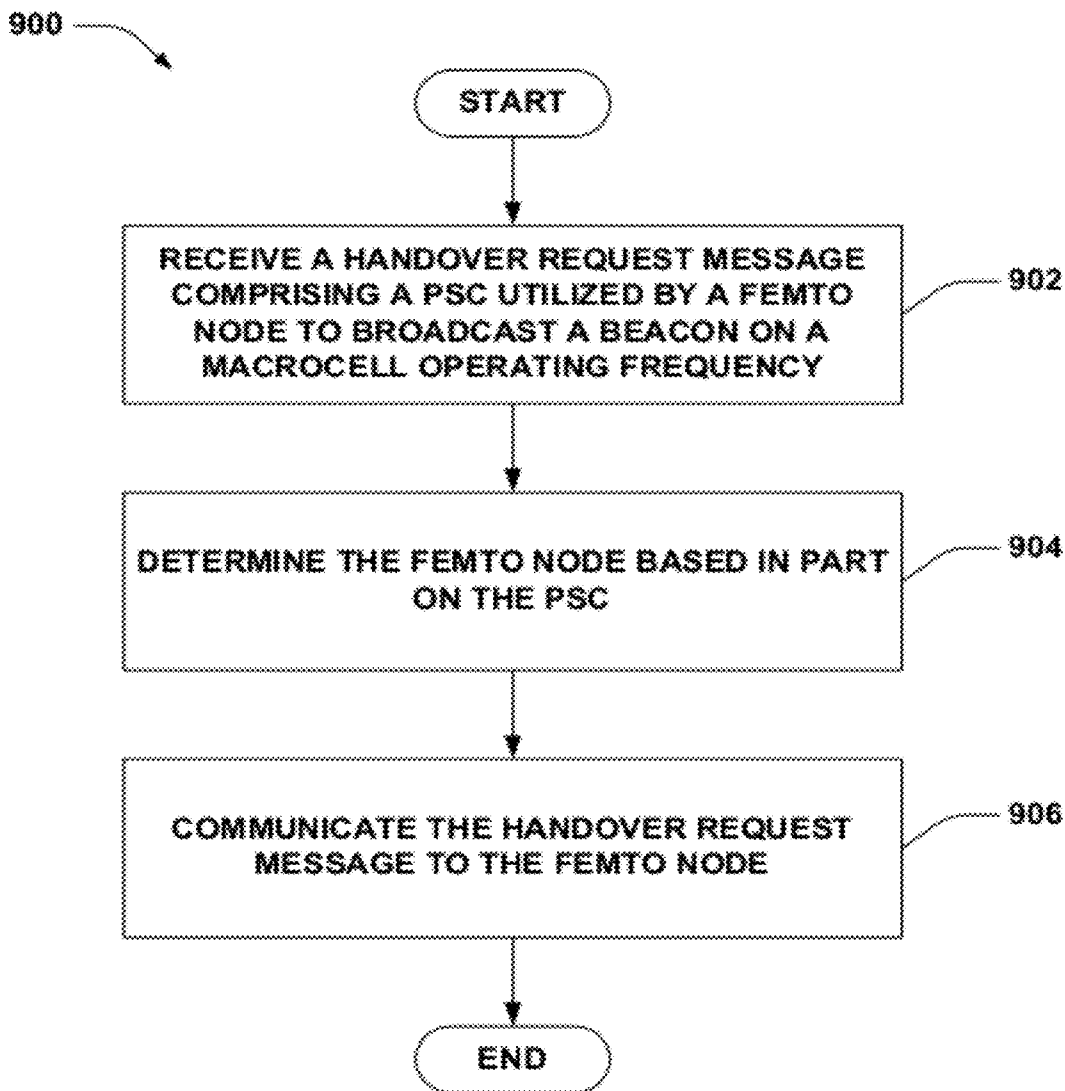 900
START
RECEIVE A HANDOVER REQUEST MESSAGE
COMPRISING A PSC UTILIZED BY A FEMTO
NODE TO BROADCAST A BEACON ON A
MACROCELL OPERATING FREQUENCY
902
DETERMINE THE FEMTO NODE BASED IN PART
ON THE PSC
904
COMMUNICATE THE HANDOVER REQUEST
MESSAGE TO THE FEMTO NODE
906
END